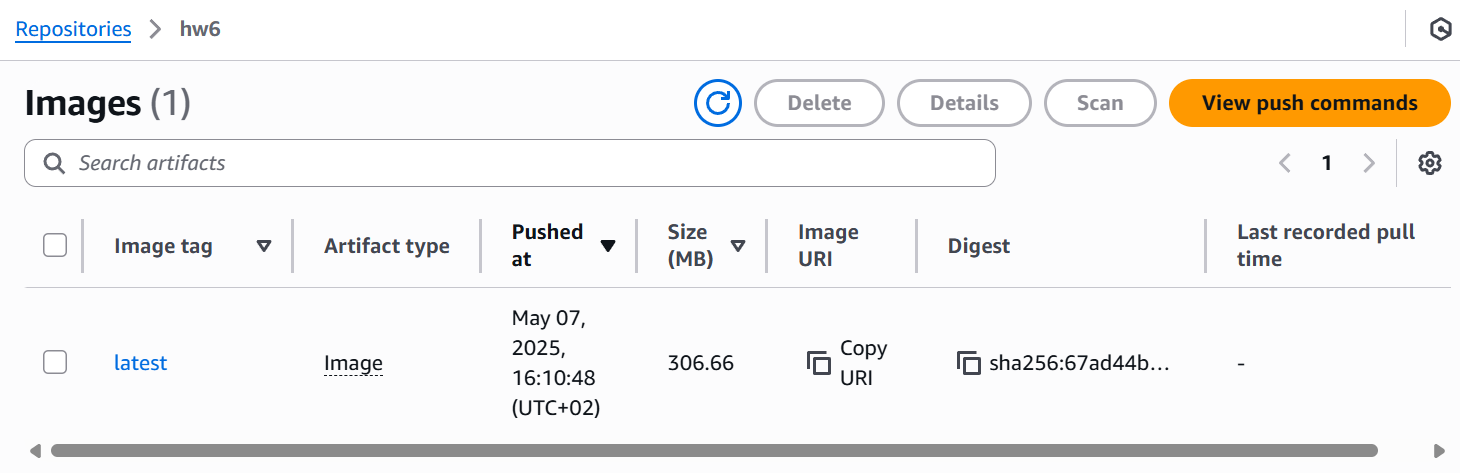 Repositories > hw6
Images (1)
Delete
Details
Scan
View push commands
Search artifacts
1
Image tag
Artifact type
Pushed
at
Size
(MB)
Image
URI
Digest
Last recorded pull
time
latest
Image
May 07,
2025,
16:10:48
(UTC+02)
306.66
Copy
URI
sha256:67ad44b...
-